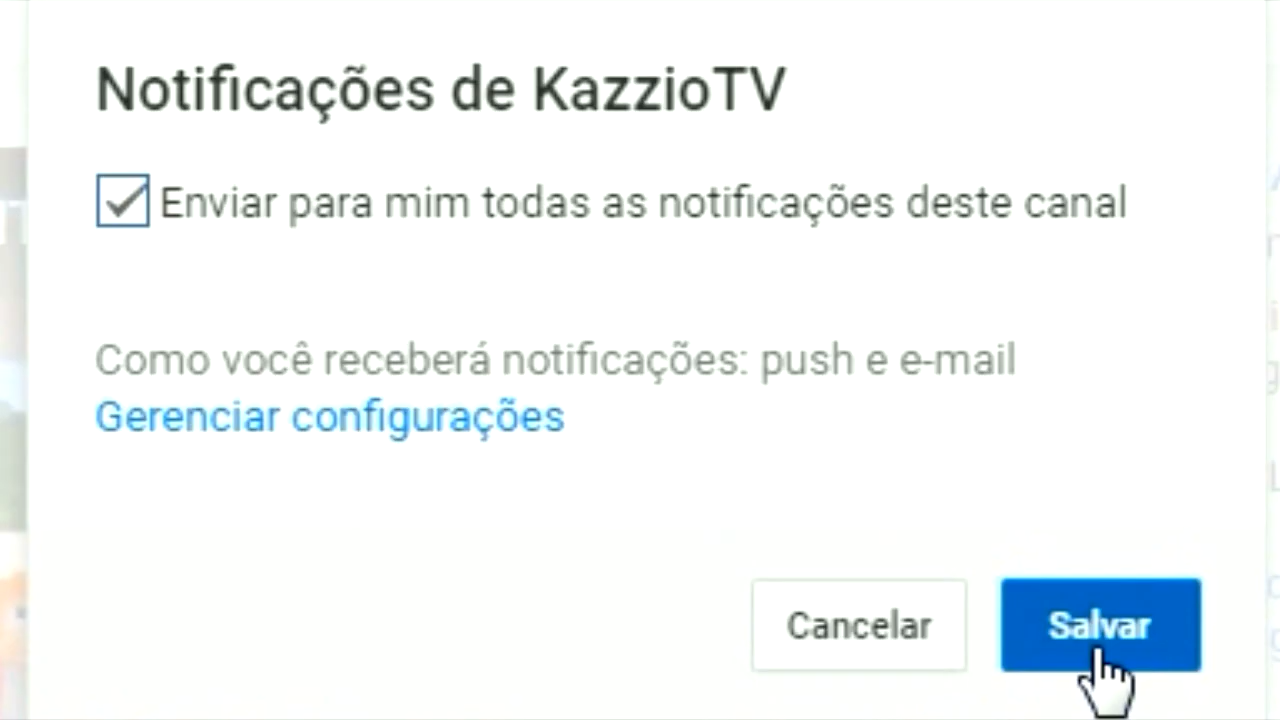 Notificações de KazzioTV
Enviar para mim todas as notificações deste canal
Como você receberá notificações: push e e-mail
Gerenciar configurações
Cancelar
Salvar